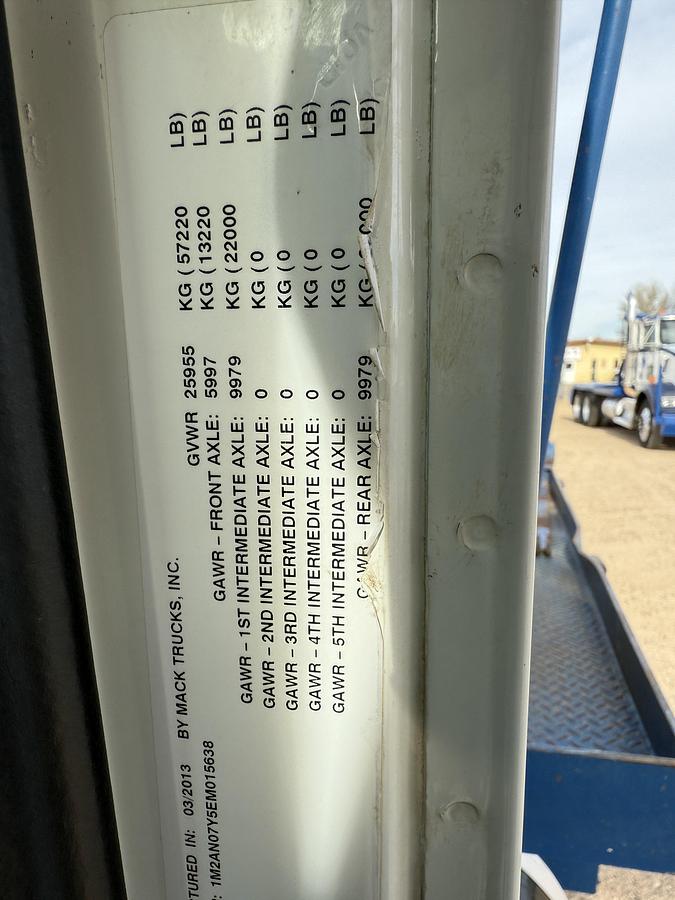 TURED IN: 03/2013 BY MACK TRUCKS, INC.
: 1M2AN07Y5EM015638
GVWR 25955 KG ( 57220 LB)
GAWR – FRONT AXLE: 5997 KG ( 13220 LB)
GAWR – 1ST INTERMEDIATE AXLE: 9979 KG ( 22000 LB)
GAWR – 2ND INTERMEDIATE AXLE: 0 KG ( 0 LB)
GAWR – 3RD INTERMEDIATE AXLE: 0 KG ( 0 LB)
GAWR – 4TH INTERMEDIATE AXLE: 0 KG ( 0 LB)
GAWR – 5TH INTERMEDIATE AXLE: 0 KG ( 0 LB)
GAWR – REAR AXLE: 9979 KG ( LB)